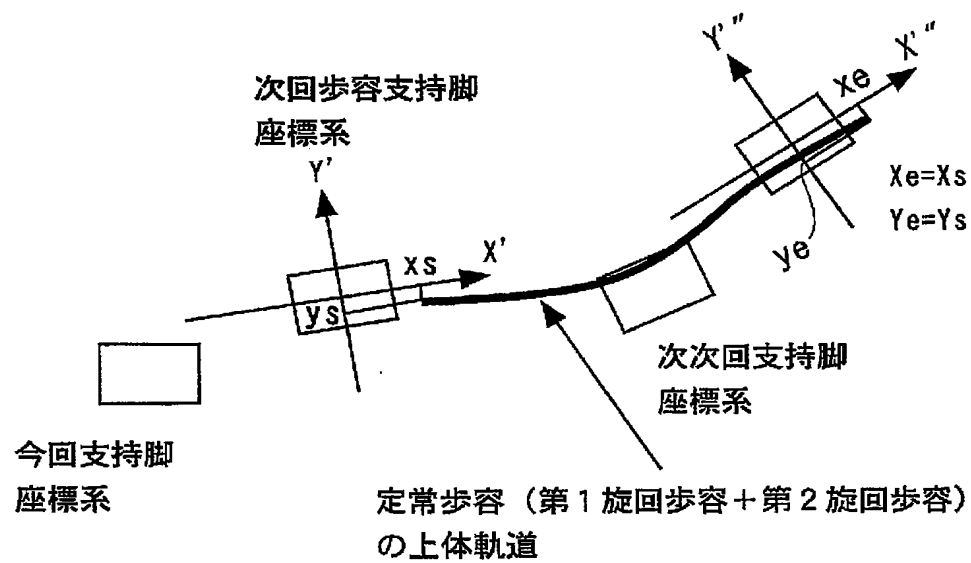 次回歩容支持脚
座標系
Y'
X'
xs
ys
今回支持脚
座標系
Y'"
X'"
xe
ye
Xe=Xs
Ye=Ys
次次回支持脚
座標系
定常歩容（第１旋回歩容＋第２旋回歩容）
の上体軌道